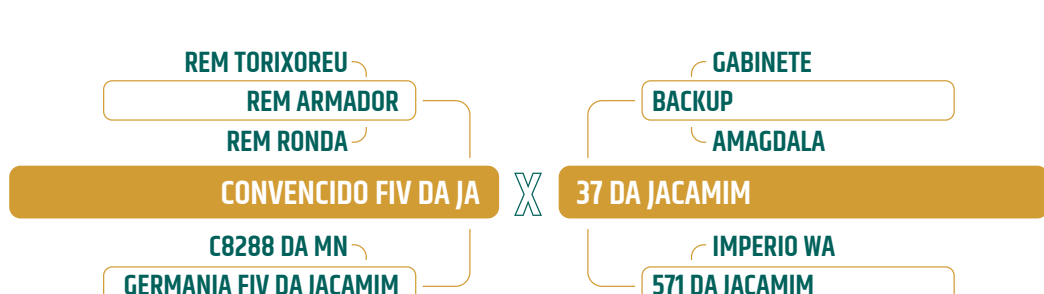 REM TORIXOREU
REM ARMADOR
REM RONDA
GABINETE
BACKUP
AMAGDALA
CONVENCIDO FIV DA JA X 37 DA JACAMIM
C8288 DA MN
GERMANIA FIV DA JACAMIM
IMPERIO WA
571 DA JACAMIM